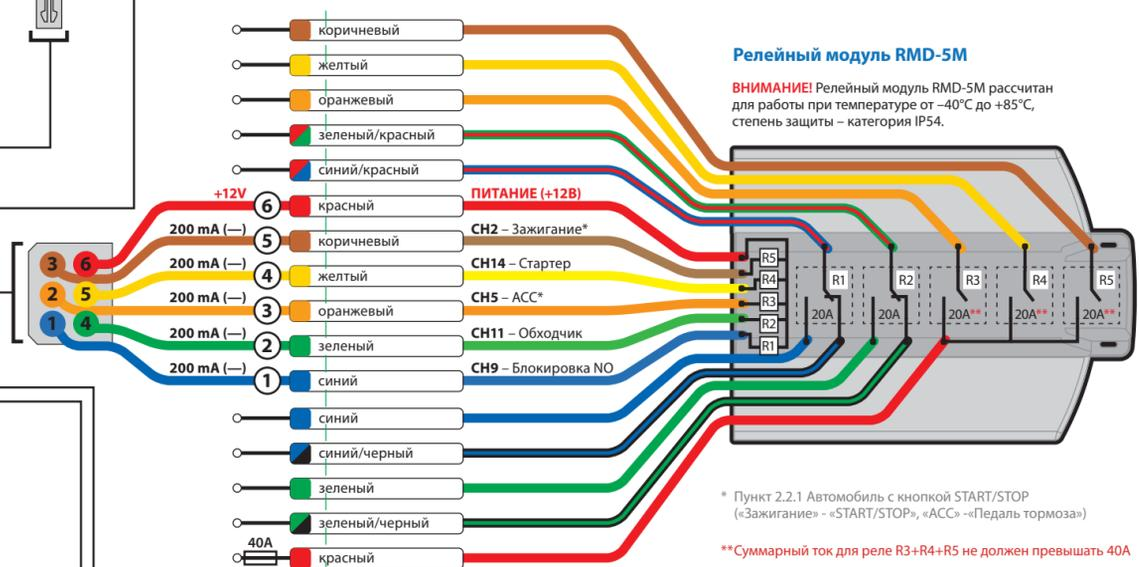 коричневый
желтый
оранжевый
зеленый/красный
синий/красный
+12V
6
красный
ПИТАНИЕ (+12В)
200 mA (—)
5
коричневый
CH2 – Зажигание*
200 mA (—)
4
желтый
CH14 – Стартер
200 mA (—)
3
оранжевый
CH5 – ACC*
200 mA (—)
2
зеленый
CH11 – Обходчик
200 mA (—)
1
синий
CH9 – Блокировка NO
синий
синий/черный
зеленый
зеленый/черный
40A
красный
3 6
2 5
1 4
Релейный модуль RMD-5M
ВНИМАНИЕ! Релейный модуль RMD-5M рассчитан
для работы при температуре от –40°C до +85°C,
степень защиты – категория IP54.
R5
R4
R3
R2
R1
R1 R2 R3 R4 R5
20A 20A 20A** 20A** 20A**
* Пункт 2.2.1 Автомобиль с кнопкой START/STOP
(«Зажигание» - «START/STOP», «ACC» -«Педаль тормоза»)
**Суммарный ток для реле R3+R4+R5 не должен превышать 40А